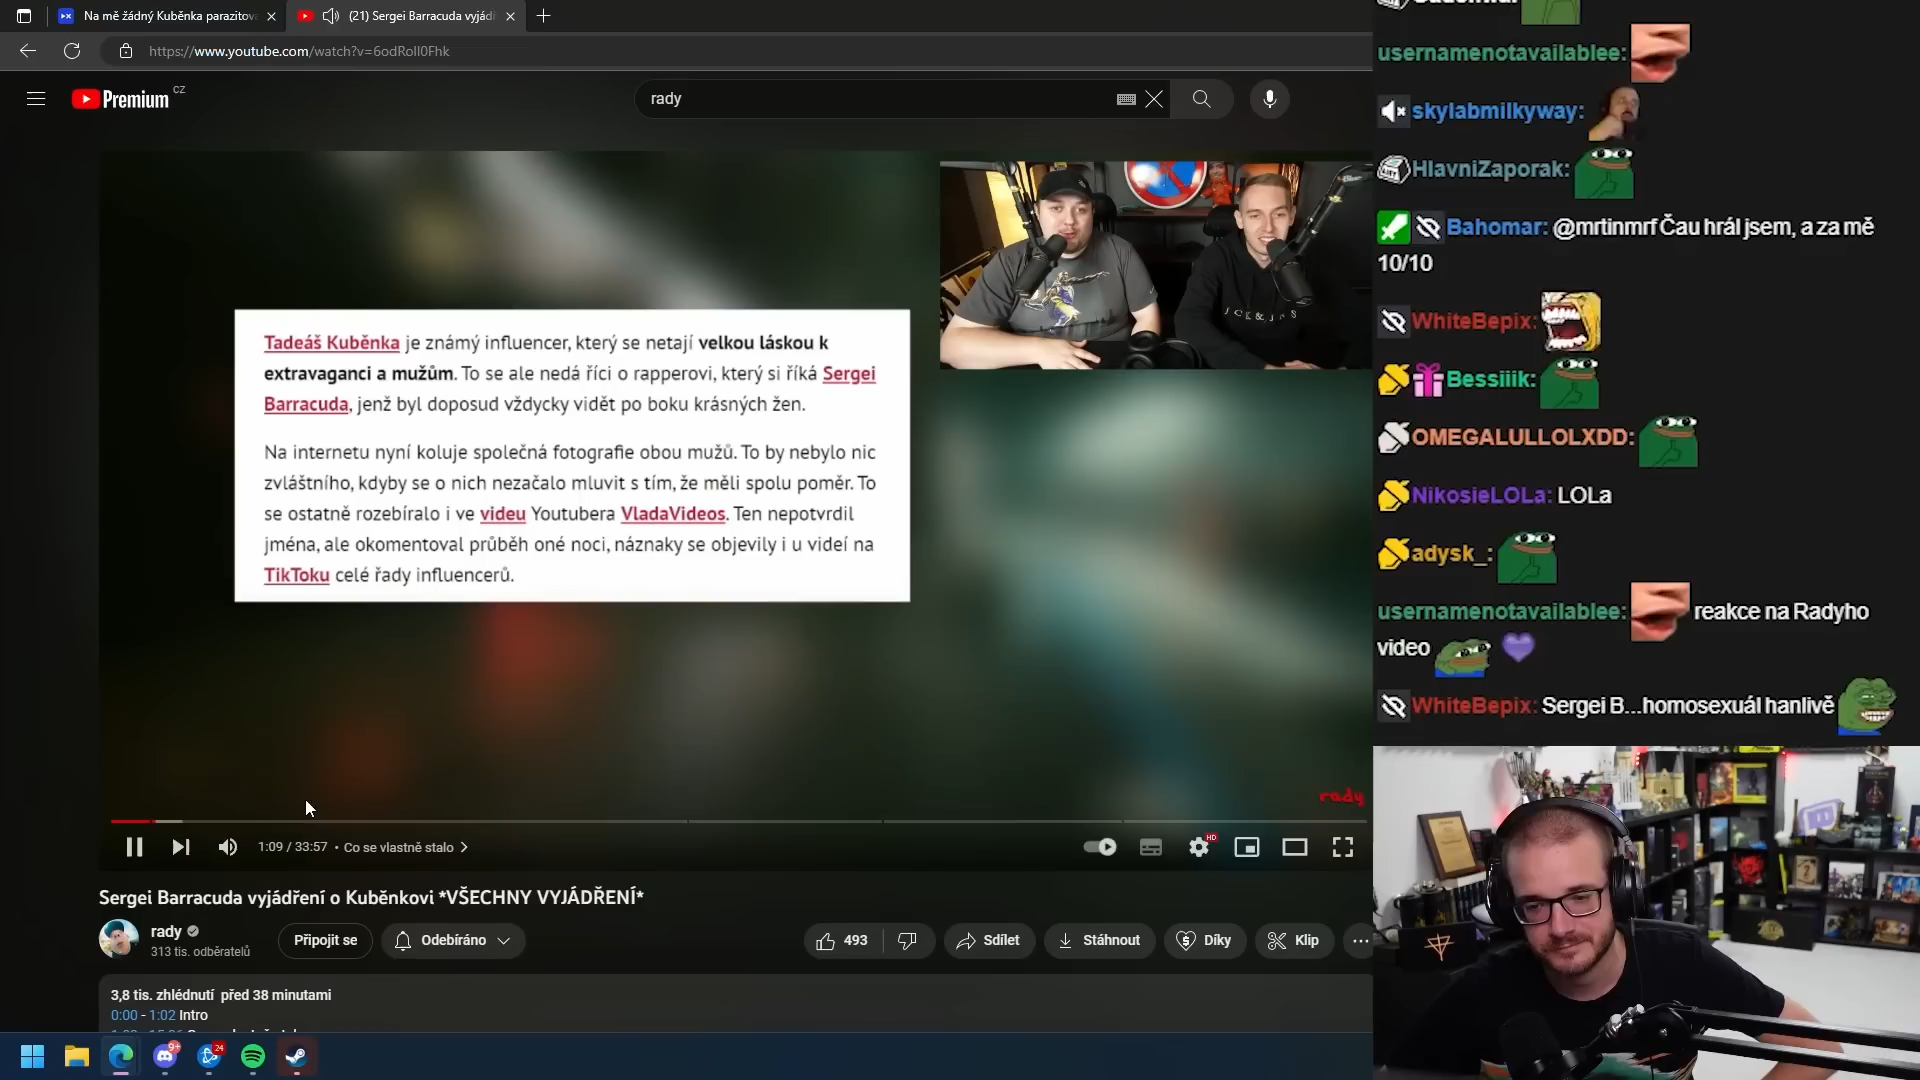 Na mě žádný Kuběnka parazitova
(21) Sergei Barracuda vyjádř
https://www.youtube.com/watch?v=6odRoll0Fhk
Premium CZ
rady
Tadeáš Kuběnka je známý influencer, který se netají velkou láskou k
extravaganci a mužům. To se ale nedá říci o rapperovi, který si říká Sergei
Barracuda, jenž byl doposud vždycky vidět po boku krásných žen.
Na internetu nyní koluje společná fotografie obou mužů. To by nebylo nic
zvláštního, kdyby se o nich nezačalo mluvit s tím, že měli spolu poměr. To
se ostatně rozebíralo i ve videu Youtubera VladaVideos. Ten nepotvrdil
jména, ale okomentoval průběh oné noci, náznaky se objevily i u videí na
TikToku celé řady influencerů.
rady
1:09 / 33:57 • Co se vlastně stalo
HD
Sergei Barracuda vyjádření o Kuběnkovi *VŠECHNY VYJÁDŘENÍ*
rady
313 tis. odběratelů
Připojit se
Odebíráno
493
Sdílet
Stáhnout
Díky
Klip
3,8 tis. zhlédnutí před 38 minutami
0:00 - 1:02 Intro
9+
24
usernamenotavailablee:
skylabmilkyway:
HlavniZaporak:
Bahomar: @mrtinmrf Čau hrál jsem, a za mě
10/10
WhiteBepix:
Bessiiik:
OMEGALULLOLXDD:
NikosieLOLa: LOLa
adysk_:
usernamenotavailablee: reakce na Radyho
video
WhiteBepix: Sergei B...homosexuál hanlivě